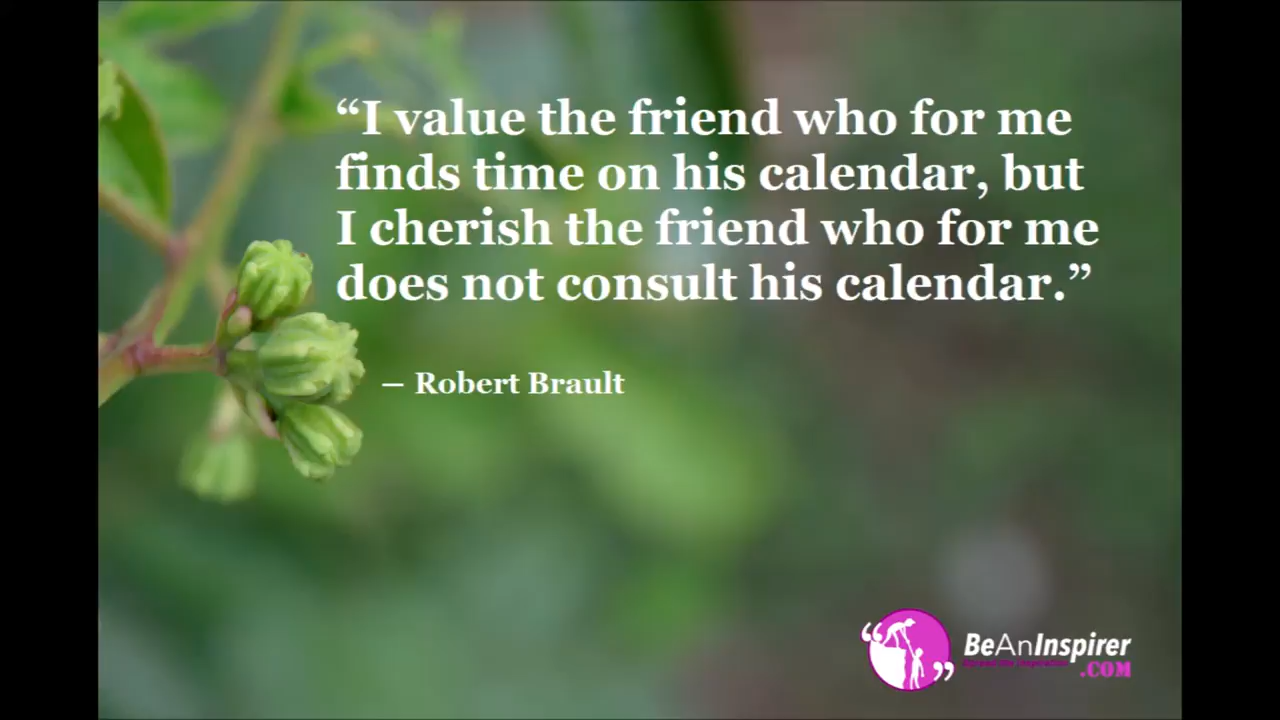 “I value the friend who for me
finds time on his calendar, but
I cherish the friend who for me
does not consult his calendar.”
— Robert Brault
BeAnInspirer
.COM